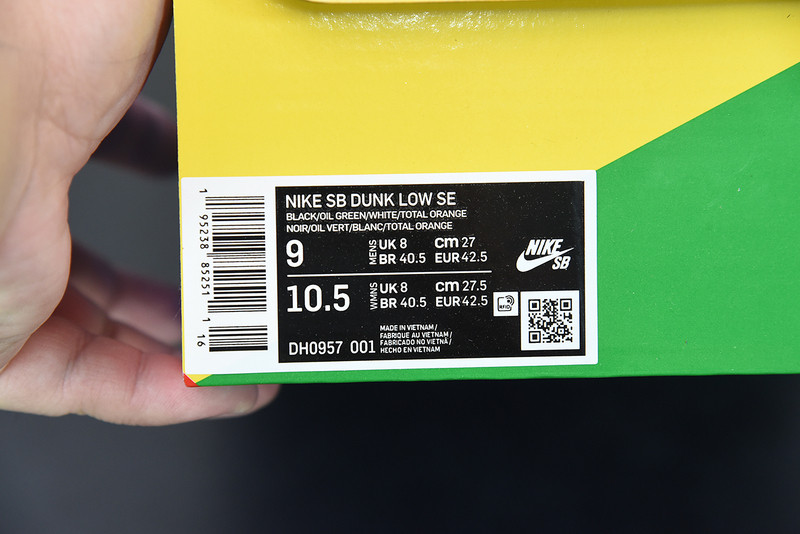 NIKE SB DUNK LOW SE
BLACK/OIL GREEN/WHITE/TOTAL ORANGE
NOIR/OIL VERT/BLANC/TOTAL ORANGE
9 MENS UK 8 cm 27
BR 40.5 EUR 42.5
10.5 WMNS UK 8 cm 27.5
BR 40.5 EUR 42.5
DH0957 001
MADE IN VIETNAM /
FABRIQUE AU VIETNAM /
FABRICADO NO VIETNÃ /
HECHO EN VIETNAM
NIKE
SB
RFID
1 95238 85251 1 16